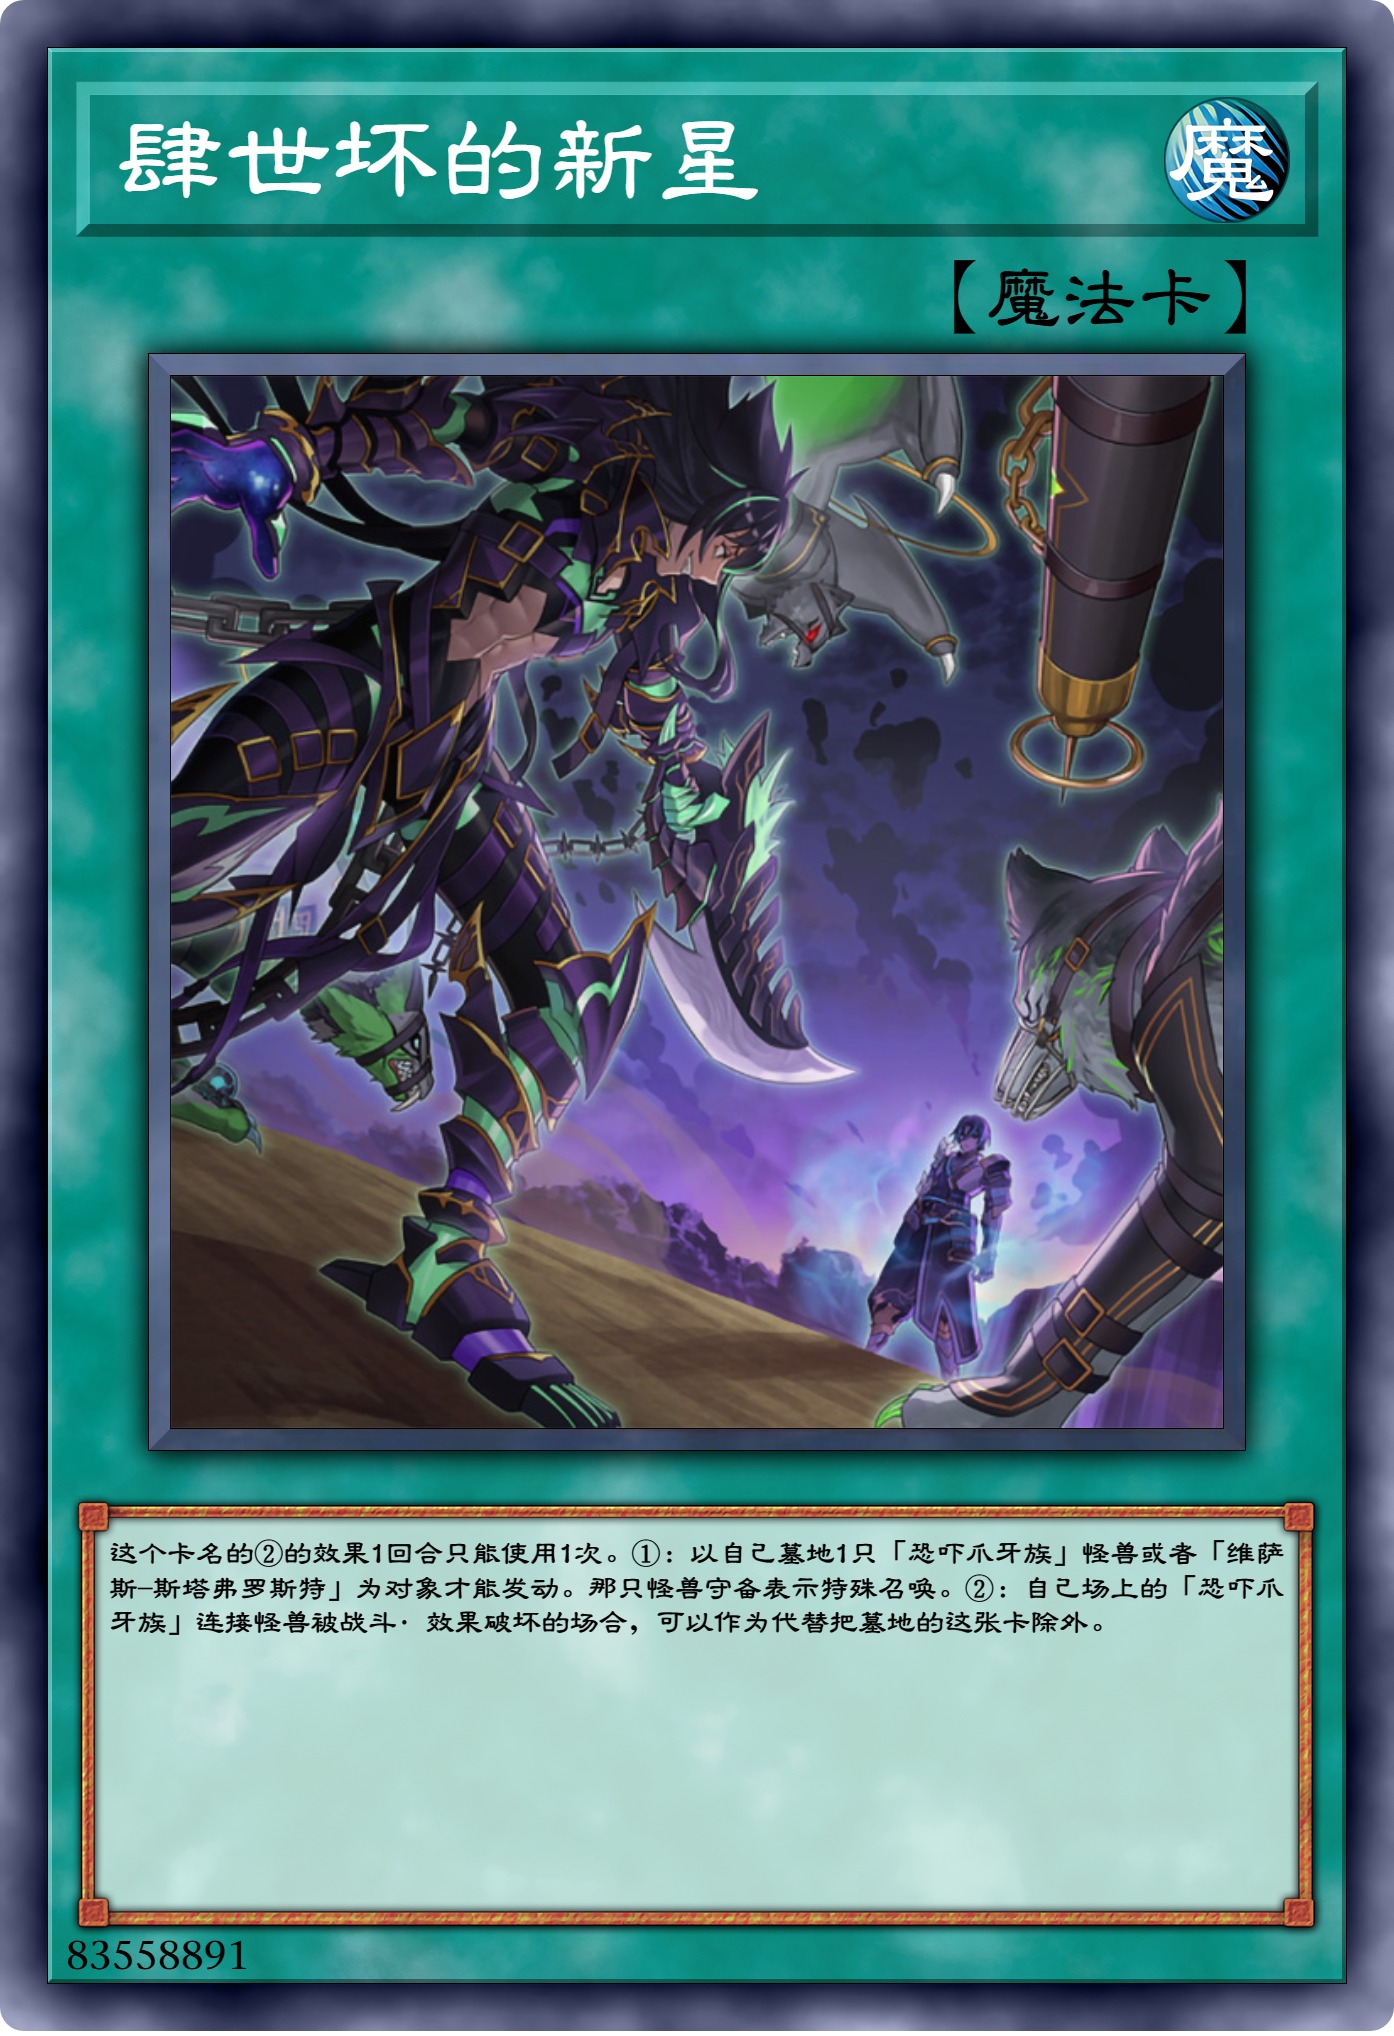 肆世坏的新星
魔
【魔法卡】
这个卡名的②的效果1回合只能使用1次。①：以自己墓地1只「恐吓爪牙族」怪兽或者「维萨
斯-斯塔弗罗斯特」为对象才能发动。那只怪兽守备表示特殊召唤。②：自己场上的「恐吓爪
牙族」连接怪兽被战斗·效果破坏的场合，可以作为代替把墓地的这张卡除外。
83558891